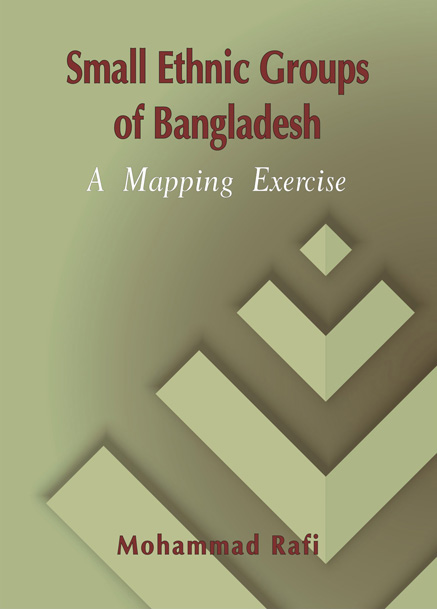 Small Ethnic Groups
of Bangladesh
A Mapping Exercise
Mohammad Rafi